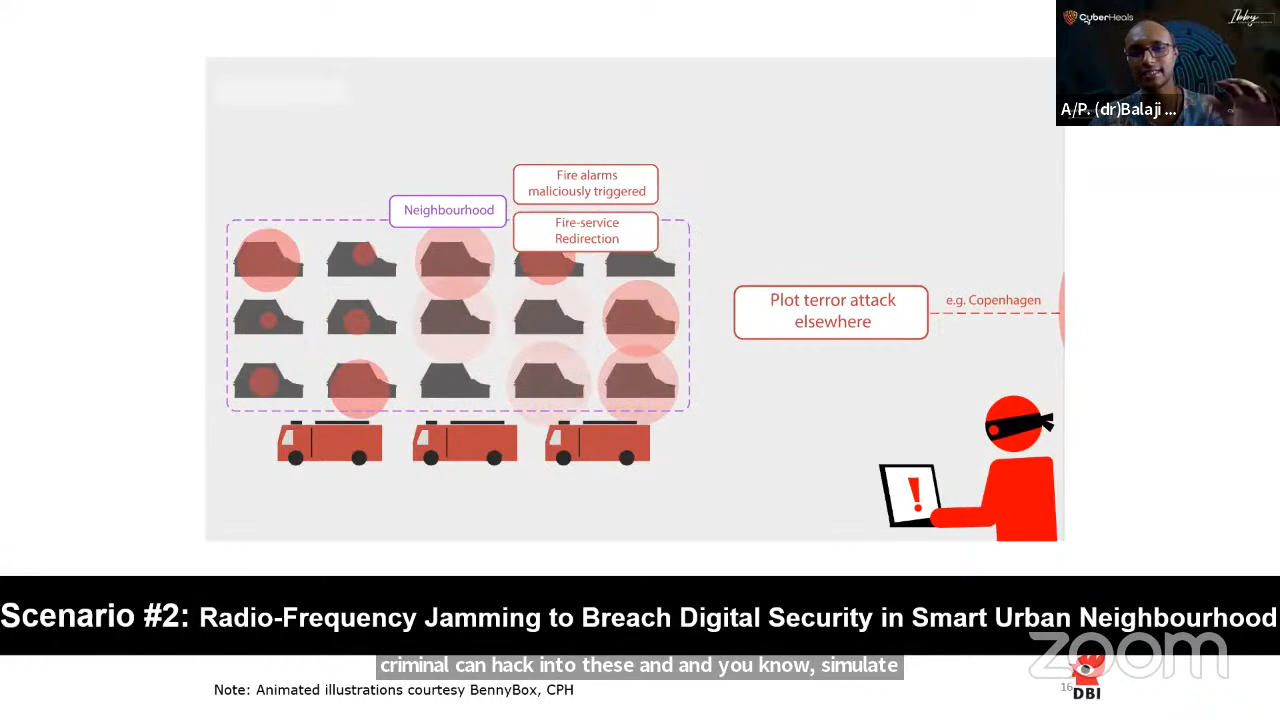 CyberHeals
Ibby
A/P. (dr)Balaji ...
Fire alarms
maliciously triggered
Neighbourhood
Fire-service
Redirection
Plot terror attack
elsewhere
e.g. Copenhagen
!
Scenario #2: Radio-Frequency Jamming to Breach Digital Security in Smart Urban Neighbourhood
criminal can hack into these and and you know, simulate
zoom
Note: Animated illustrations courtesy BennyBox, CPH
16
DBI